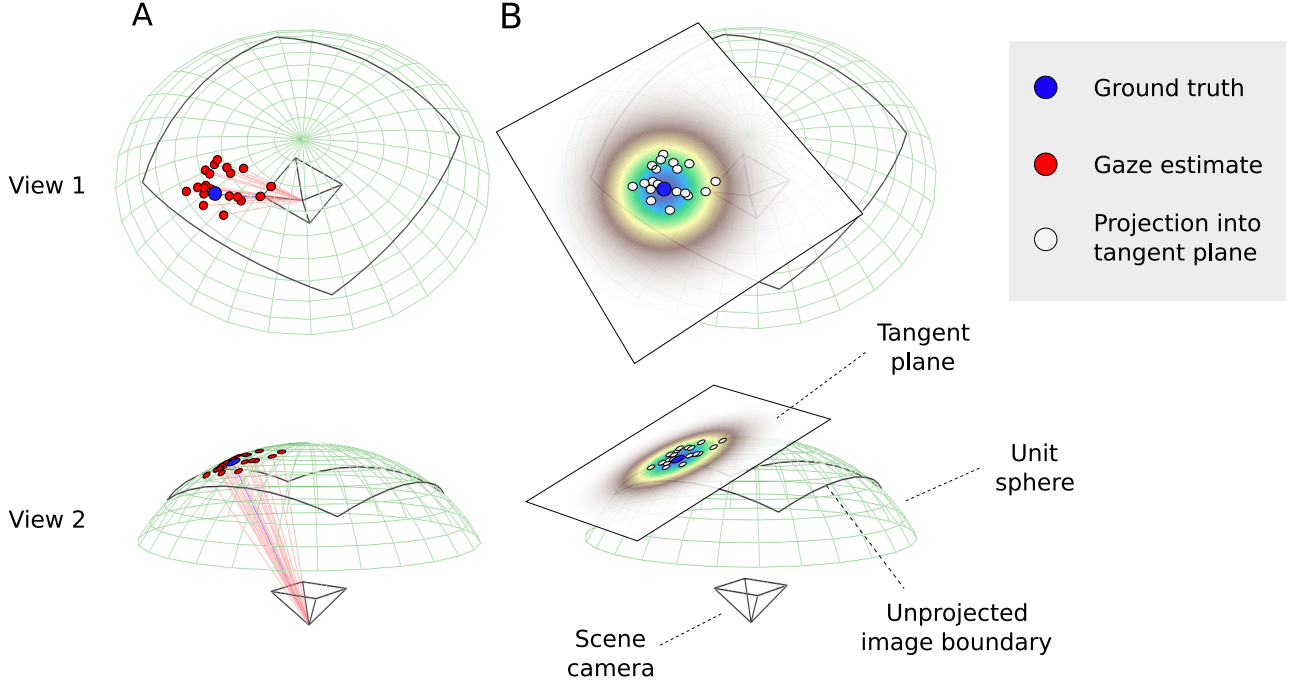 A
B
View 1
Ground truth
Gaze estimate
Projection into
tangent plane
Tangent
plane
View 2
Unit
sphere
Unprojected
image boundary
Scene
camera